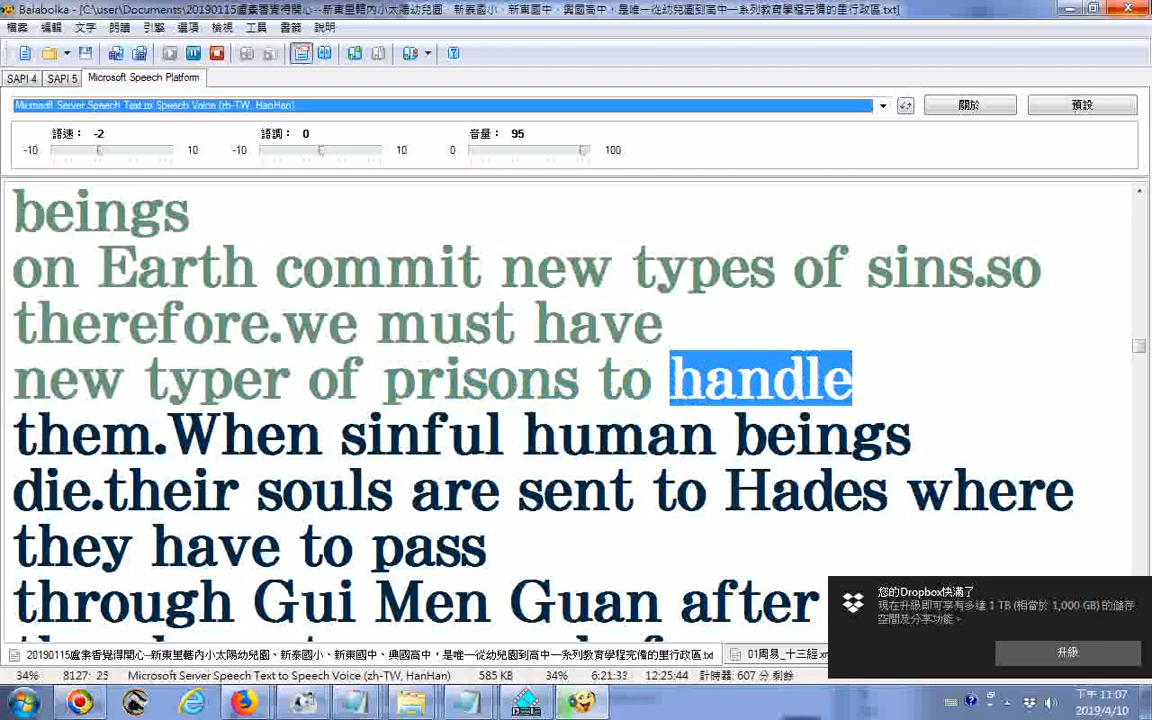 Balabolka - [C:\user\Documents\20190115盧柔香覺得開心--新東里轄內小太陽幼兒園、新泰國小、新東國中、興國高中，是唯一從幼兒園到高中一系列教育學程完備的里行政區.txt]
檔案 編輯 文字 朗讀 引擎 選項 檢視 工具 書籤 說明
SAPI 4 SAPI 5 Microsoft Speech Platform
Microsoft Server Speech Text to Speech Voice (zh-TW, HanHan) 關於 預設
語速： -2 語調： 0 音量： 95
-10 10 -10 10 0 100
beings
on Earth commit new types of sins.so
therefore.we must have
new typer of prisons to handle
them.When sinful human beings
die.their souls are sent to Hades where
they have to pass
through Gui Men Guan after
您的Dropbox快滿了
現在升級即可享有多達 1 TB (相當於 1,000 GB) 的儲存
空間及分享功能。
升級
20190115盧柔香覺得開心--新東里轄內小太陽幼兒園、新泰國小、新東國中、興國高中，是唯一從幼兒園到高中一系列教育學程完備的里行政區.txt 01周易_十三經.xm
34% 8127: 23 Microsoft Server Speech Text to Speech Voice (zh-TW, HanHan) 585 KB 34% 6:21:33 12:25:44 計時器: 607 分 剩餘
下午 11:07
2019/4/10